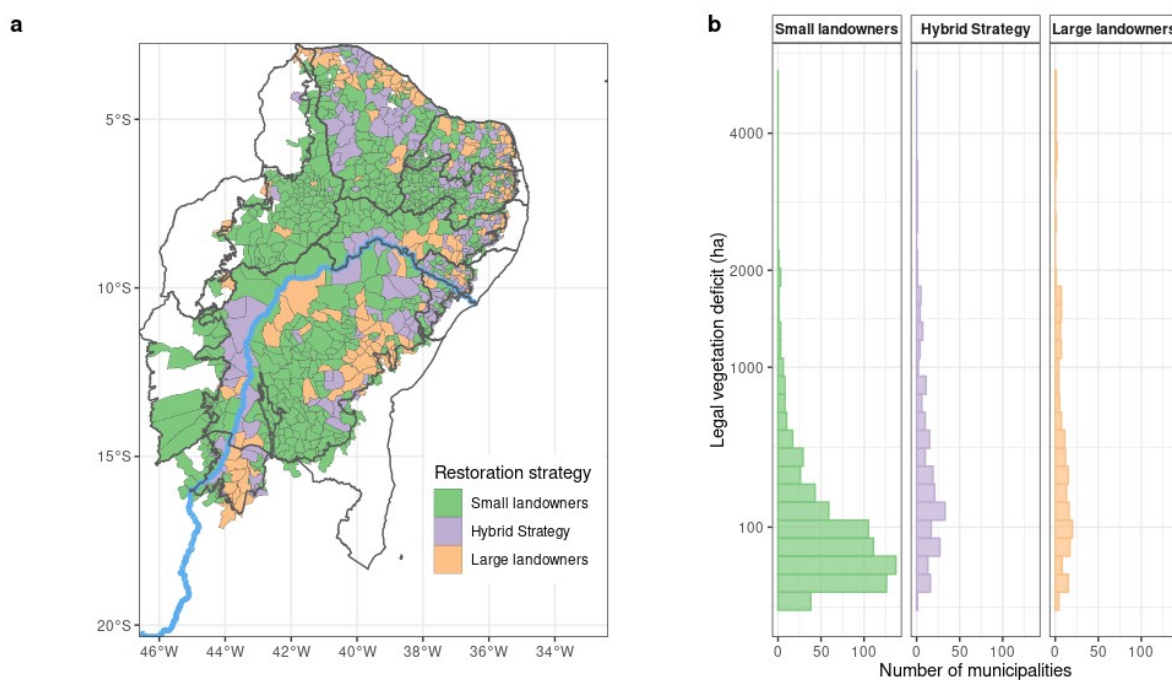 a
5°S
10°S
15°S
20°S
46°W 44°W 42°W 40°W 38°W 36°W 34°W
Restoration strategy
Small landowners
Hybrid Strategy
Large landowners
b
Small landowners Hybrid Strategy Large landowners
Legal vegetation deficit (ha)
4000
2000
1000
100
0 50 100 0 50 100 0 50 100
Number of municipalities